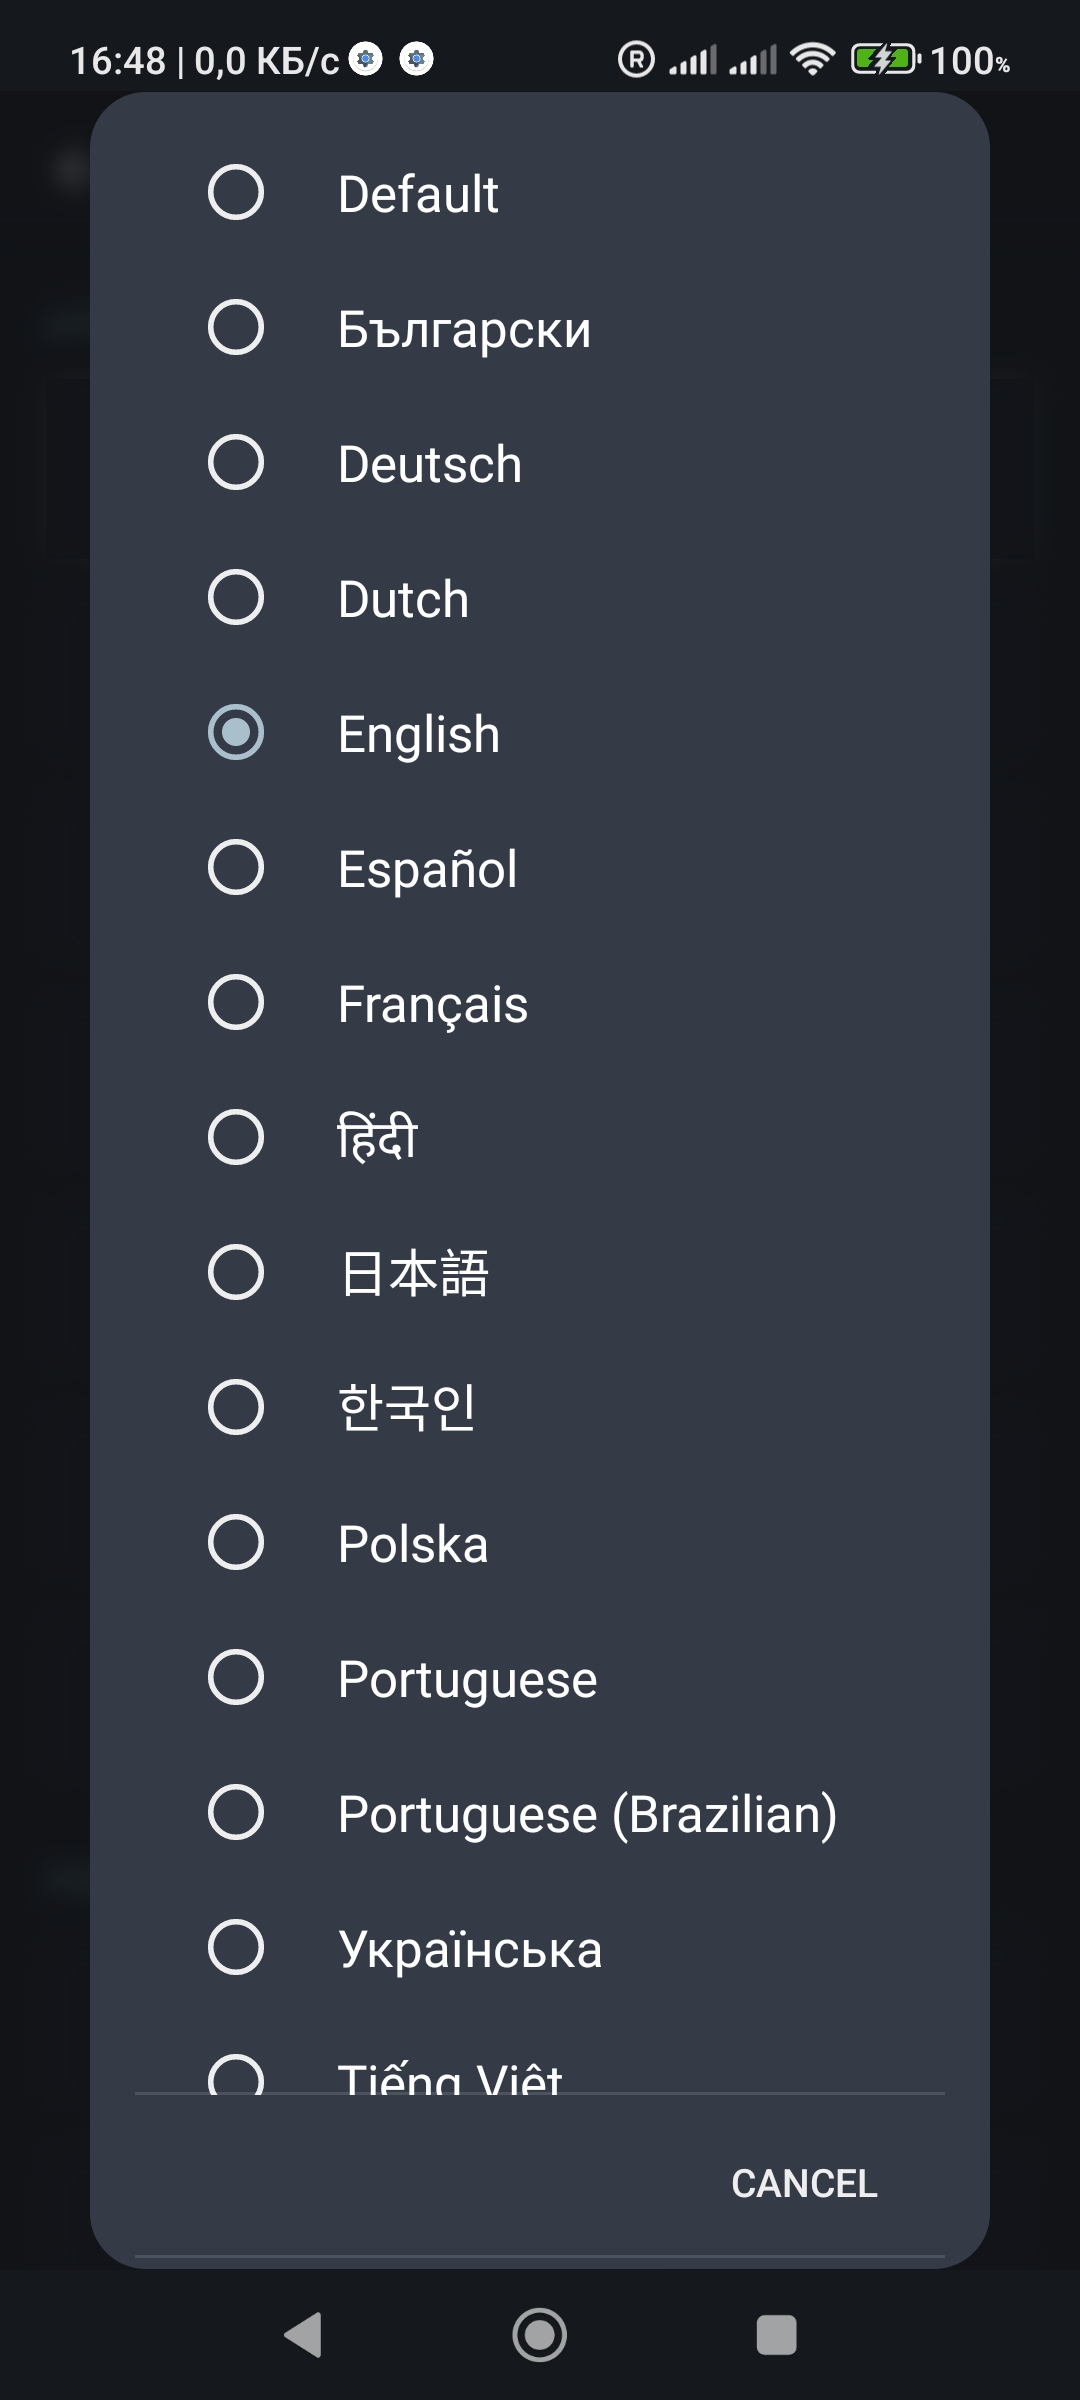 16:48 | 0,0 КБ/с
100%
Default
Български
Deutsch
Dutch
English
Español
Français
हिंदी
日本語
한국인
Polska
Portuguese
Portuguese (Brazilian)
Українська
Tiếng Việt
CANCEL